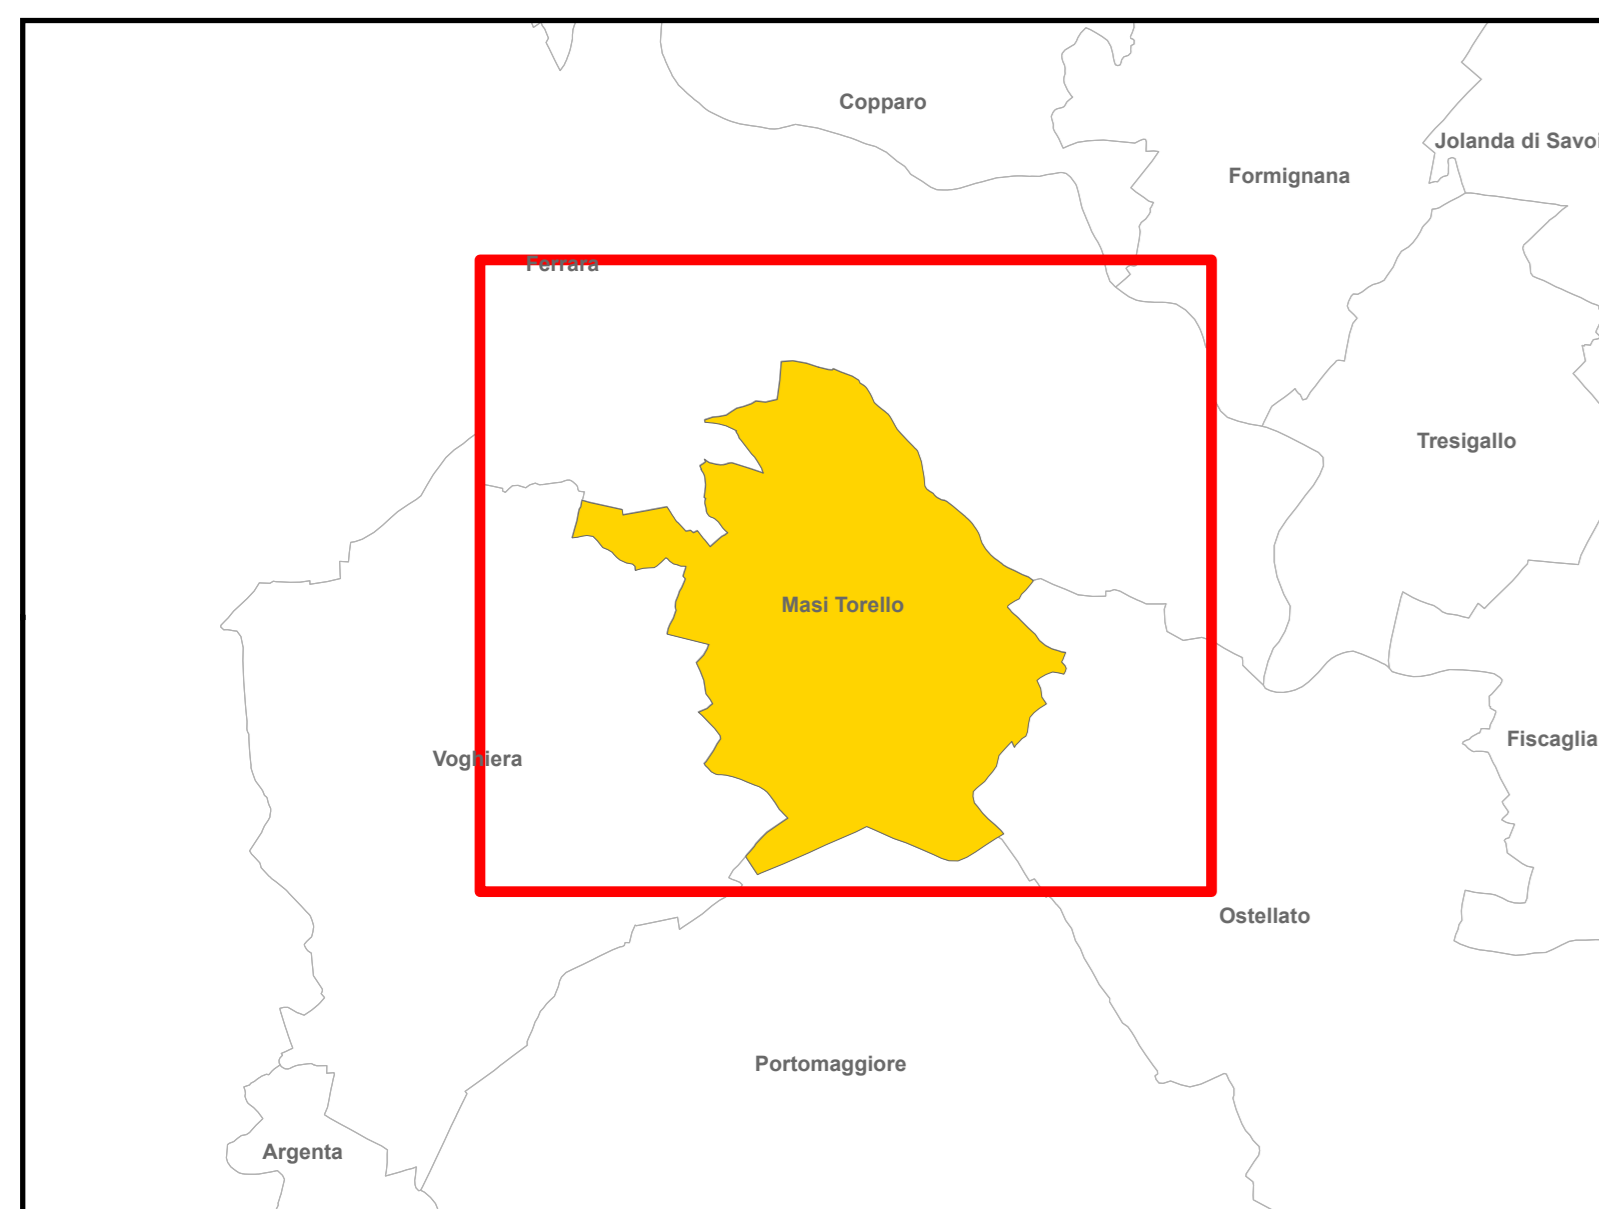 Copparo
Jolanda di Savoi
Formignana
Ferrara
Tresigallo
Masi Torello
Fiscaglia
Voghiera
Ostellato
Portomaggiore
Argenta